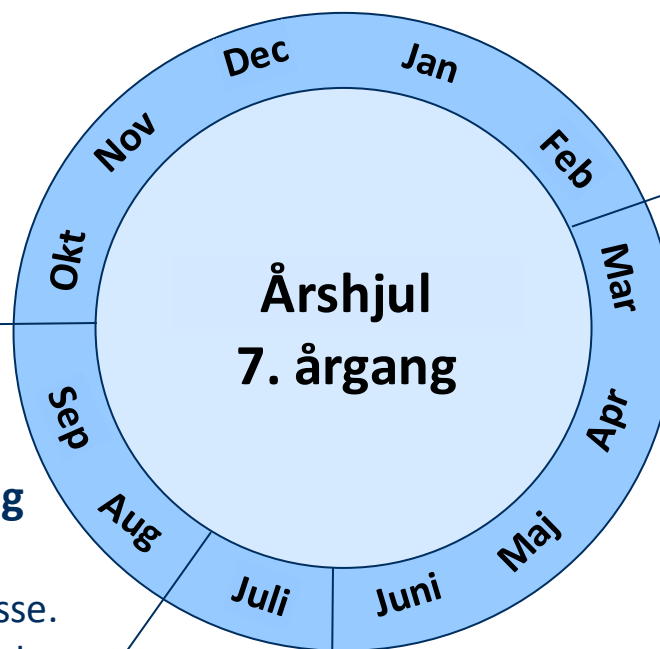 Dec
Jan
Nov
Feb
Okt
Mar
Årshjul
7. årgang
Sep
Apr
g
Aug
Maj
Juli
Juni
sse.